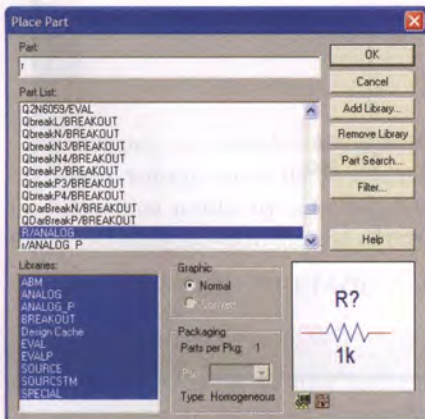 Place Part
Part:
r
OK
Cancel
Add Library...
Remove Library
Part Search...
Filter...
Help
Part List:
Q2N6059/EVAL
QbreakL/BREAKOUT
QbreakN/BREAKOUT
QbreakN3/BREAKOUT
QbreakN4/BREAKOUT
QbreakP/BREAKOUT
QbreakP3/BREAKOUT
QbreakP4/BREAKOUT
QDarBreakN/BREAKOUT
QDarBreakP/BREAKOUT
R/ANALOG
r/ANALOG_P
Libraries:
ABM
ANALOG
ANALOG_P
BREAKOUT
Design Cache
EVAL
EVALP
SOURCE
SOURCSTM
SPECIAL
Graphic
Normal
Convert
Packaging
Parts per Pkg: 1
Part:
Type: Homogeneous
R?
1k